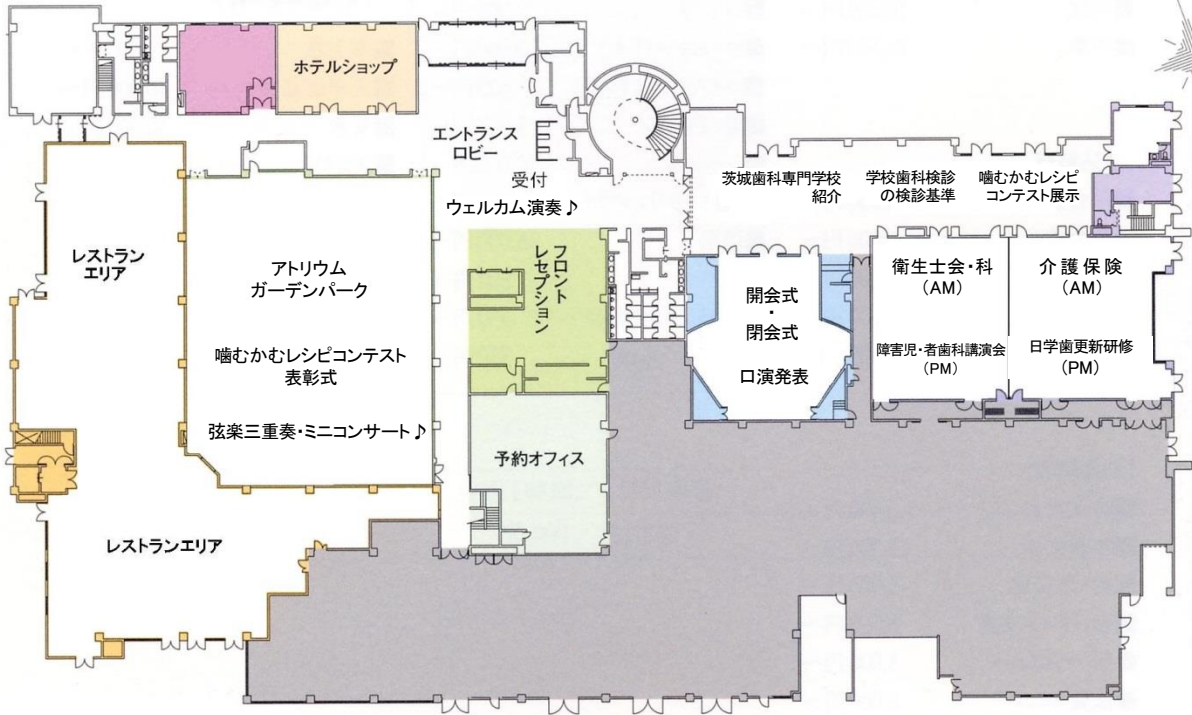 ホテルショップ
エントランス
ロビー
受付
ウェルカム演奏♪
茨城歯科専門学校
紹介
学校歯科検診
の検診基準
噛むかむレシピ
コンテスト展示
レストラン
エリア
アトリウム
ガーデンパーク
噛むかむレシピコンテスト
表彰式
弦楽三重奏・ミニコンサート♪
フロント
レセプション
開会式
・
閉会式
口演発表
衛生士会・科
（AM）
障害児・者歯科講演会
（PM）
介護保険
（AM）
日学歯更新研修
（PM）
予約オフィス
レストランエリア